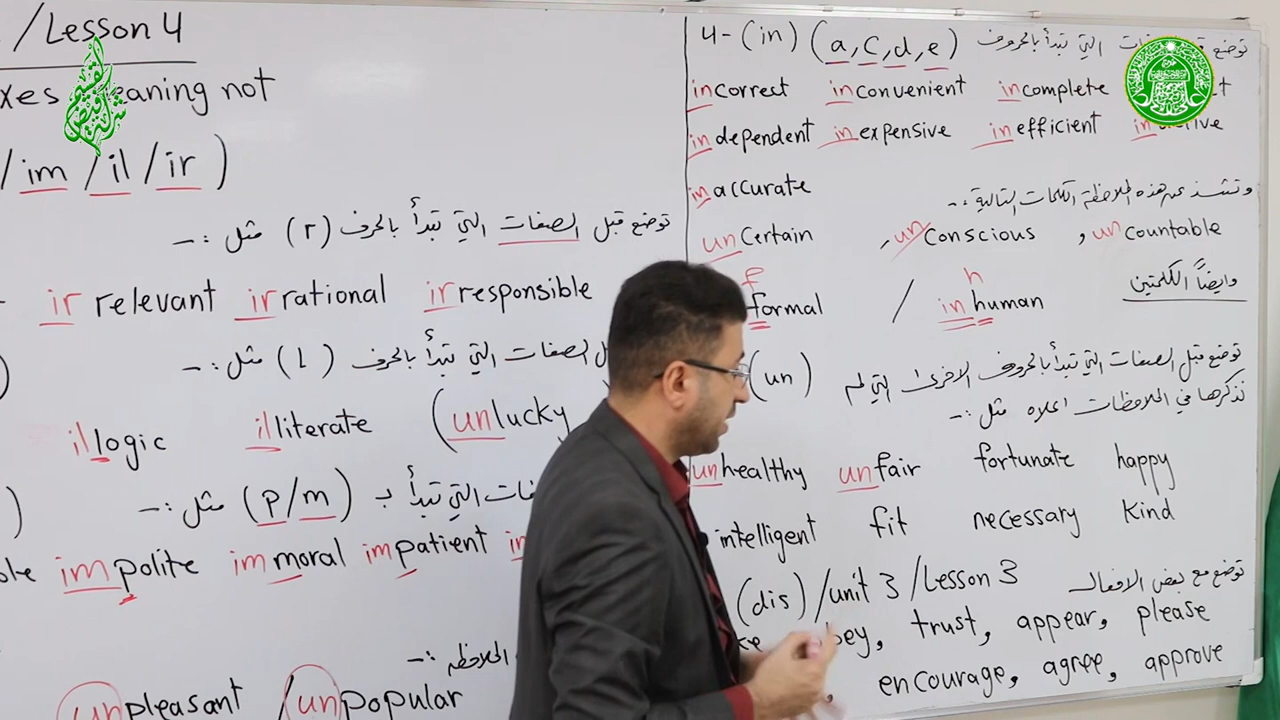 /Lesson 4
xes meaning not
/ im / il / ir )
توضع قبل الصفات التي تبدأ بالحرف (r) مثل :ـ
irrelevant irrational irresponsible
الصفات التي تبدأ بالحرف (l) مثل :ـ
illogic illiterate (unlucky
التي تبدأ بـ (p/m) مثل :ـ
impolite immoral impatient im
:ـ
unpleasant /unpopular
4- (in) (a, c, d, e) التي تبدأ بالحروف توضع
incorrect inconvenient incomplete
independent inexpensive inefficient in
inaccurate
وتشذ عن هذه الملاحظة الكلمات التالية :ـ
uncertain , unconscious , uncountable
وايضاً الكلمتين
f h
formal / inhuman
(un) توضع قبل الصفات التي تبدأ بالحروف الاخرى التي لم
نذكرها في الملاحظات اعلاه مثل :ـ
unhealthy unfair fortunate happy
intelligent fit necessary kind
(dis) /unit 3 /Lesson 3 توضع مع بعض الافعال
trust, appear, please
encourage, agree, approve